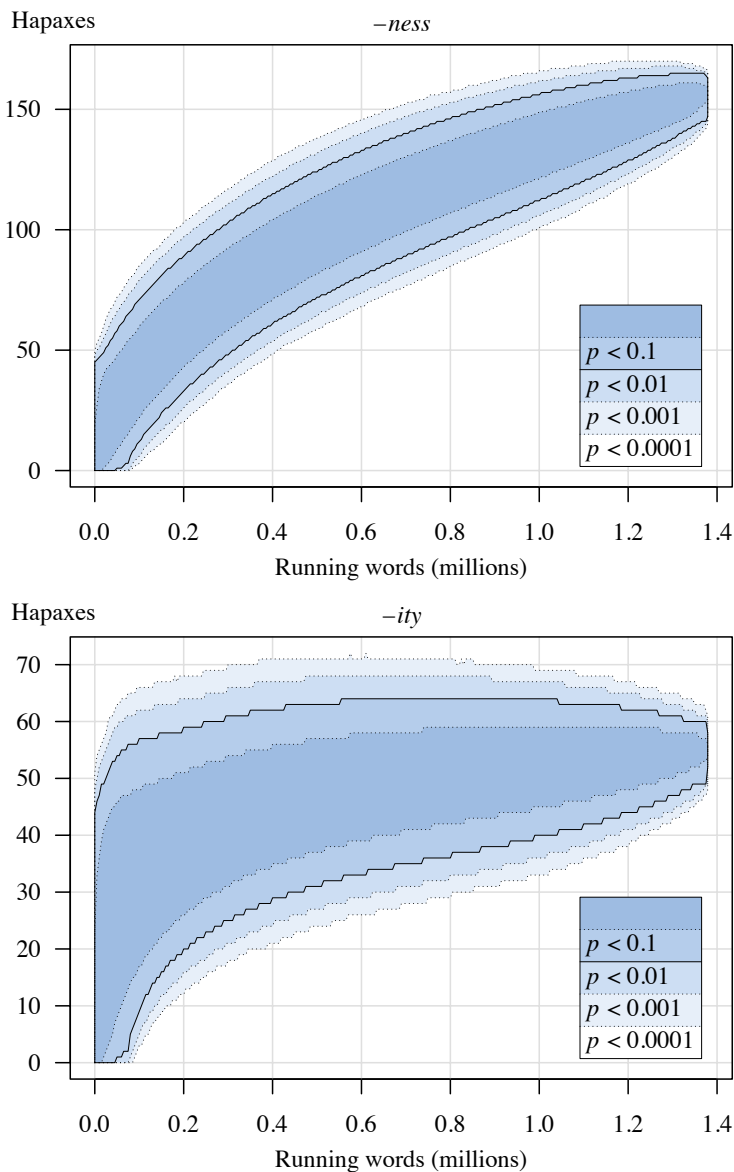 Hapaxes
–ness
150
100
50
0
p < 0.1
p < 0.01
p < 0.001
p < 0.0001
0.0 0.2 0.4 0.6 0.8 1.0 1.2 1.4
Running words (millions)
Hapaxes
–ity
70
60
50
40
30
20
10
0
p < 0.1
p < 0.01
p < 0.001
p < 0.0001
0.0 0.2 0.4 0.6 0.8 1.0 1.2 1.4
Running words (millions)